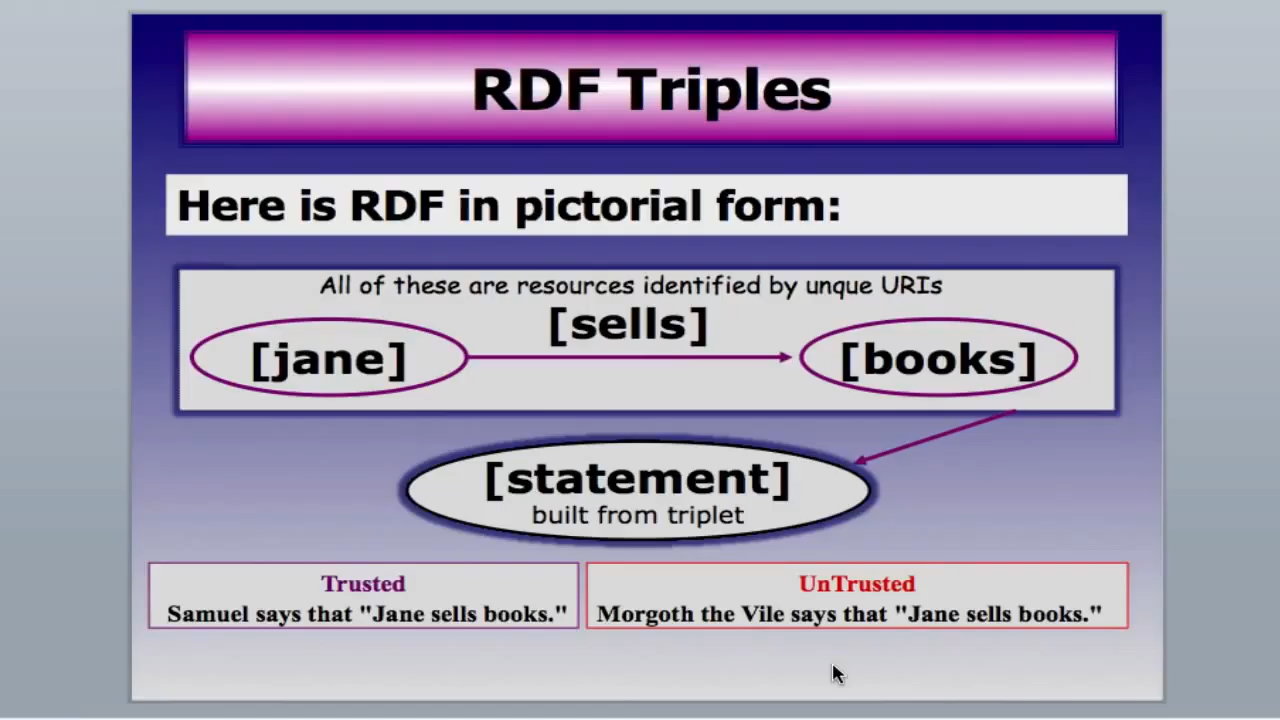 RDF Triples
Here is RDF in pictorial form:
All of these are resources identified by unque URIs
[sells]
[jane]
[books]
[statement]
built from triplet
Trusted
Samuel says that "Jane sells books."
UnTrusted
Morgoth the Vile says that "Jane sells books."